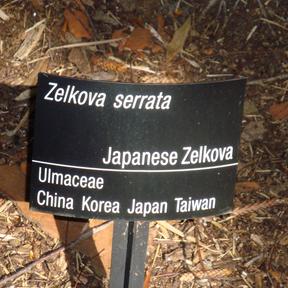 Zelkova serrata
Japanese Zelkova
Ulmaceae
China Korea Japan Taiwan